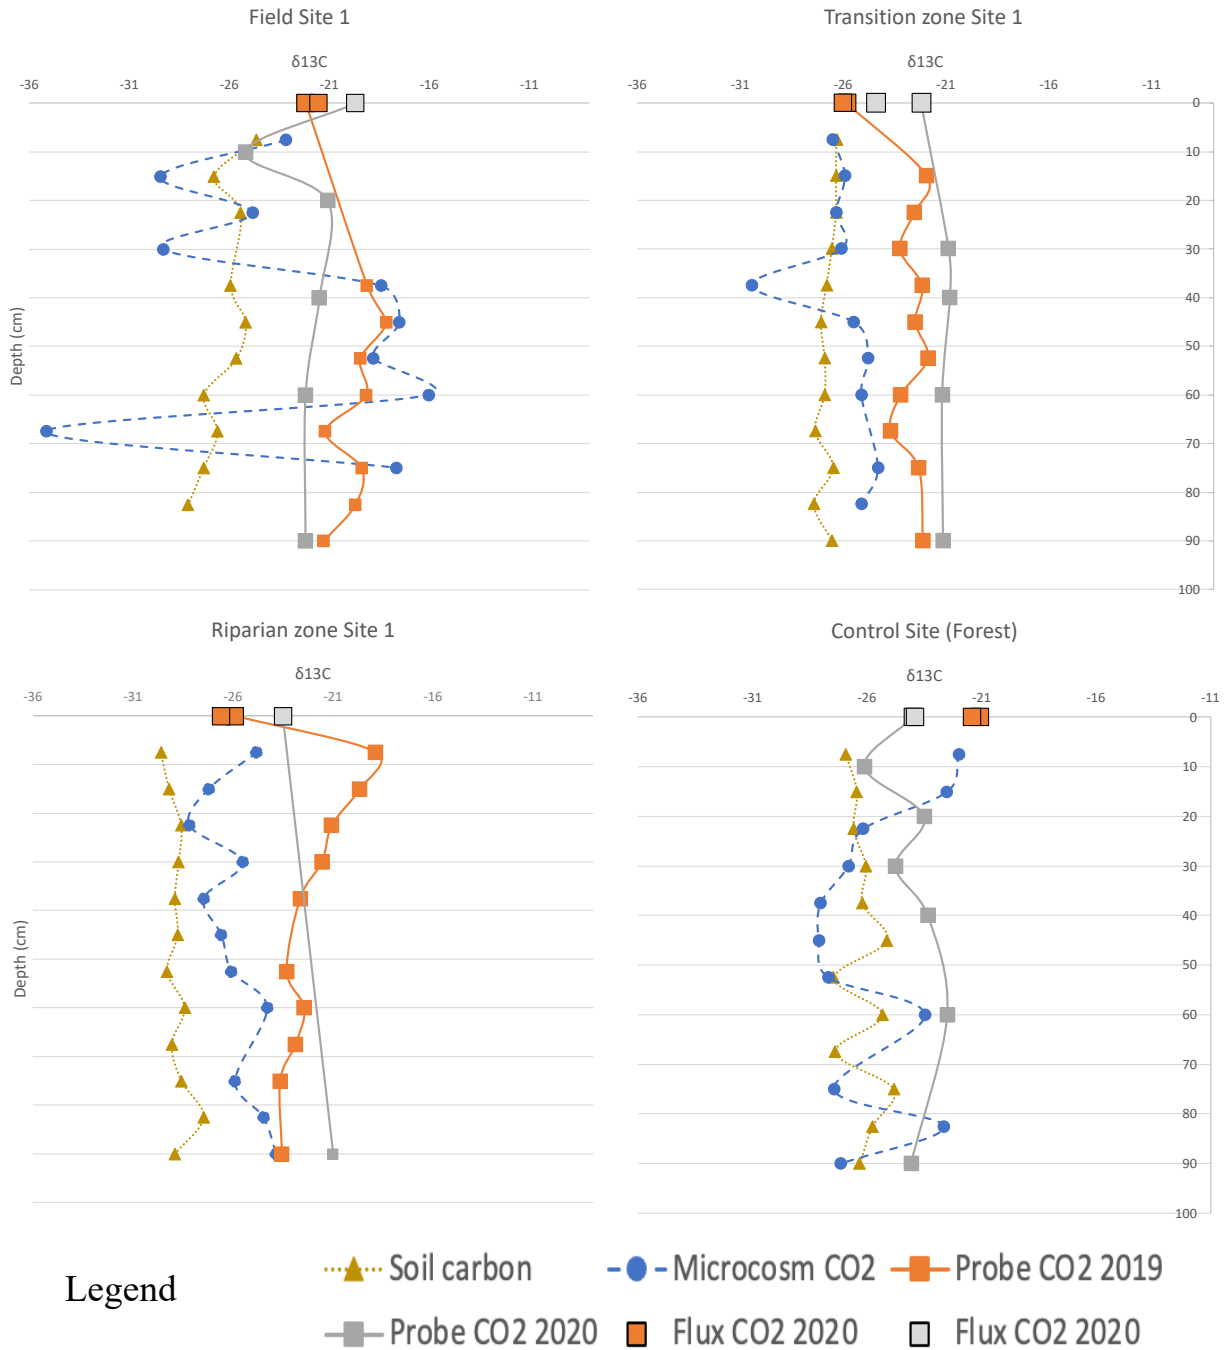 Field Site 1
δ13C
-36 -26 -21 -16 -11
Depth (cm)
Transition zone Site 1
δ13C
-36 -26 -21 -16 -11
0
10
20
30
40
50
60
70
80
90
100
Riparian zone Site 1
δ13C
-36 -26 -21 -16 -11
Depth (cm)
Control Site (Forest)
δ13C
-36 -26 -21 -16 -11
0
10
20
30
40
50
60
70
80
90
100
Legend
Soil carbon Microcosm CO2 Probe CO2 2019
Probe CO2 2020 Flux CO2 2020 Flux CO2 2020